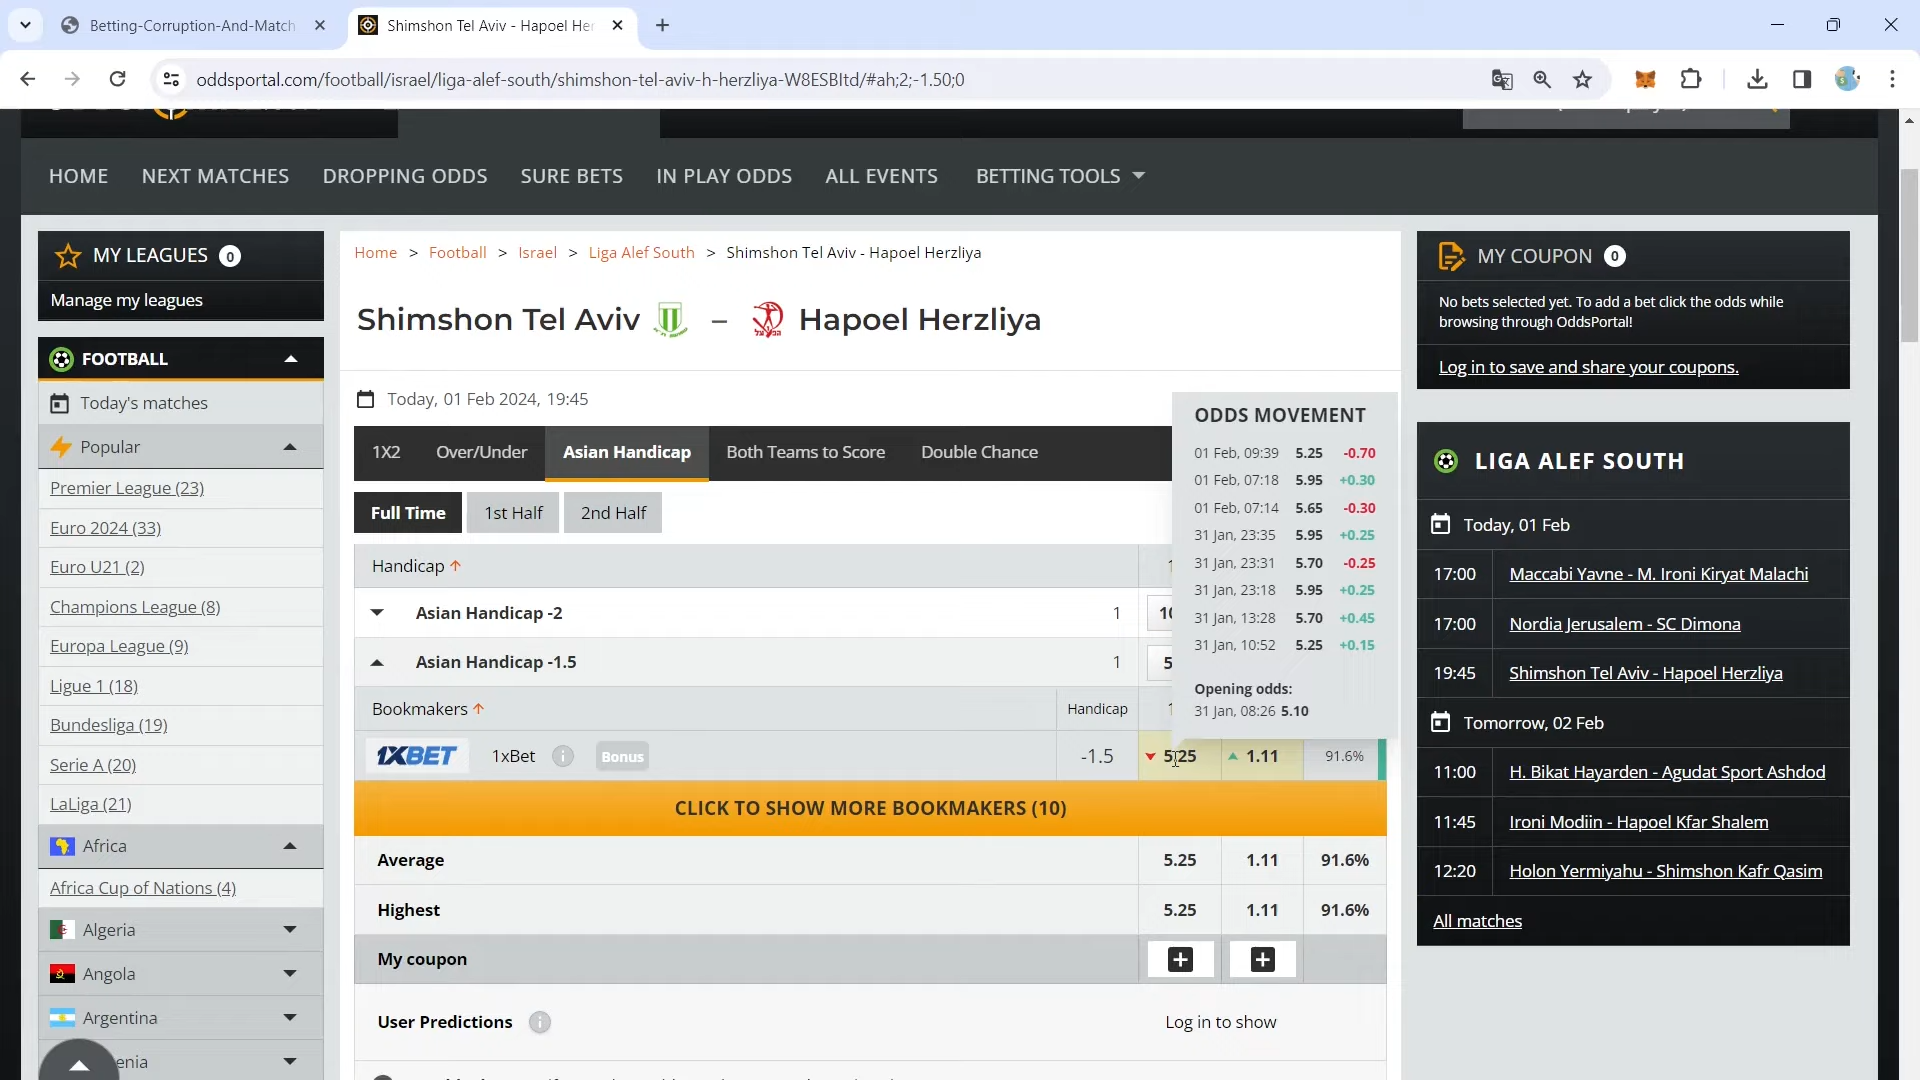 Betting-Corruption-And-Match
Shimshon Tel Aviv - Hapoel Her
oddsportal.com/football/israel/liga-alef-south/shimshon-tel-aviv-h-herzliya-W8ESBltd/#ah;2;-1.50;0
HOME NEXT MATCHES DROPPING ODDS SURE BETS IN PLAY ODDS ALL EVENTS BETTING TOOLS
MY LEAGUES 0
Manage my leagues
FOOTBALL
Today's matches
Popular
Premier League (23)
Euro 2024 (33)
Euro U21 (2)
Champions League (8)
Europa League (9)
Ligue 1 (18)
Bundesliga (19)
Serie A (20)
LaLiga (21)
Africa
Africa Cup of Nations (4)
Algeria
Angola
Argentina
enia
Home > Football > Israel > Liga Alef South > Shimshon Tel Aviv - Hapoel Herzliya
Shimshon Tel Aviv – Hapoel Herzliya
Today, 01 Feb 2024, 19:45
1X2 Over/Under Asian Handicap Both Teams to Score Double Chance
Full Time 1st Half 2nd Half
Handicap
Asian Handicap -2 1 10
Asian Handicap -1.5 1 5
Bookmakers Handicap 1
1XBET 1xBet Bonus -1.5 5.25 1.11 91.6%
CLICK TO SHOW MORE BOOKMAKERS (10)
Average 5.25 1.11 91.6%
Highest 5.25 1.11 91.6%
My coupon
User Predictions Log in to show
ODDS MOVEMENT
01 Feb, 09:39 5.25 -0.70
01 Feb, 07:18 5.95 +0.30
01 Feb, 07:14 5.65 -0.30
31 Jan, 23:35 5.95 +0.25
31 Jan, 23:31 5.70 -0.25
31 Jan, 23:18 5.95 +0.25
31 Jan, 13:28 5.70 +0.45
31 Jan, 10:52 5.25 +0.15
Opening odds:
31 Jan, 08:26 5.10
MY COUPON 0
No bets selected yet. To add a bet click the odds while
browsing through OddsPortal!
Log in to save and share your coupons.
LIGA ALEF SOUTH
Today, 01 Feb
17:00 Maccabi Yavne - M. Ironi Kiryat Malachi
17:00 Nordia Jerusalem - SC Dimona
19:45 Shimshon Tel Aviv - Hapoel Herzliya
Tomorrow, 02 Feb
11:00 H. Bikat Hayarden - Agudat Sport Ashdod
11:45 Ironi Modiin - Hapoel Kfar Shalem
12:20 Holon Yermiyahu - Shimshon Kafr Qasim
All matches